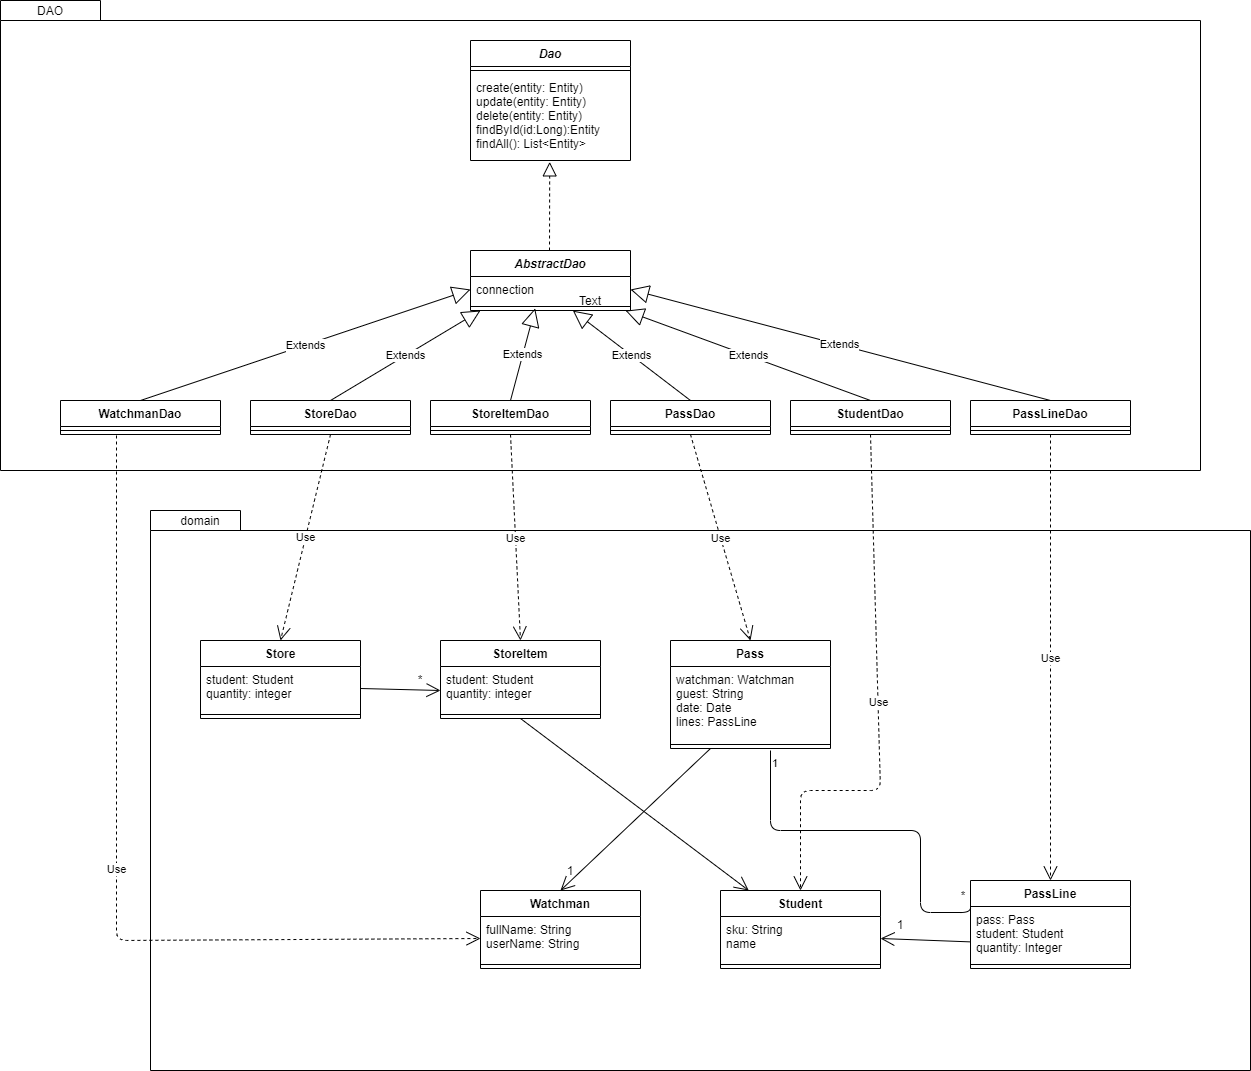 DAO
Dao
create(entity: Entity)
update(entity: Entity)
delete(entity: Entity)
findById(id:Long):Entity
findAll(): List<Entity>
AbstractDao
connection
Text
Extends
Extends
Extends
Extends
Extends
Extends
WatchmanDao
StoreDao
StoreItemDao
PassDao
StudentDao
PassLineDao
domain
Use
Use
Use
Store
student: Student
quantity: integer
*
StoreItem
student: Student
quantity: integer
Pass
watchman: Watchman
guest: String
date: Date
lines: PassLine
Use
Use
1
Use
1
Watchman
fullName: String
userName: String
Student
sku: String
name
1
*
PassLine
pass: Pass
student: Student
quantity: Integer